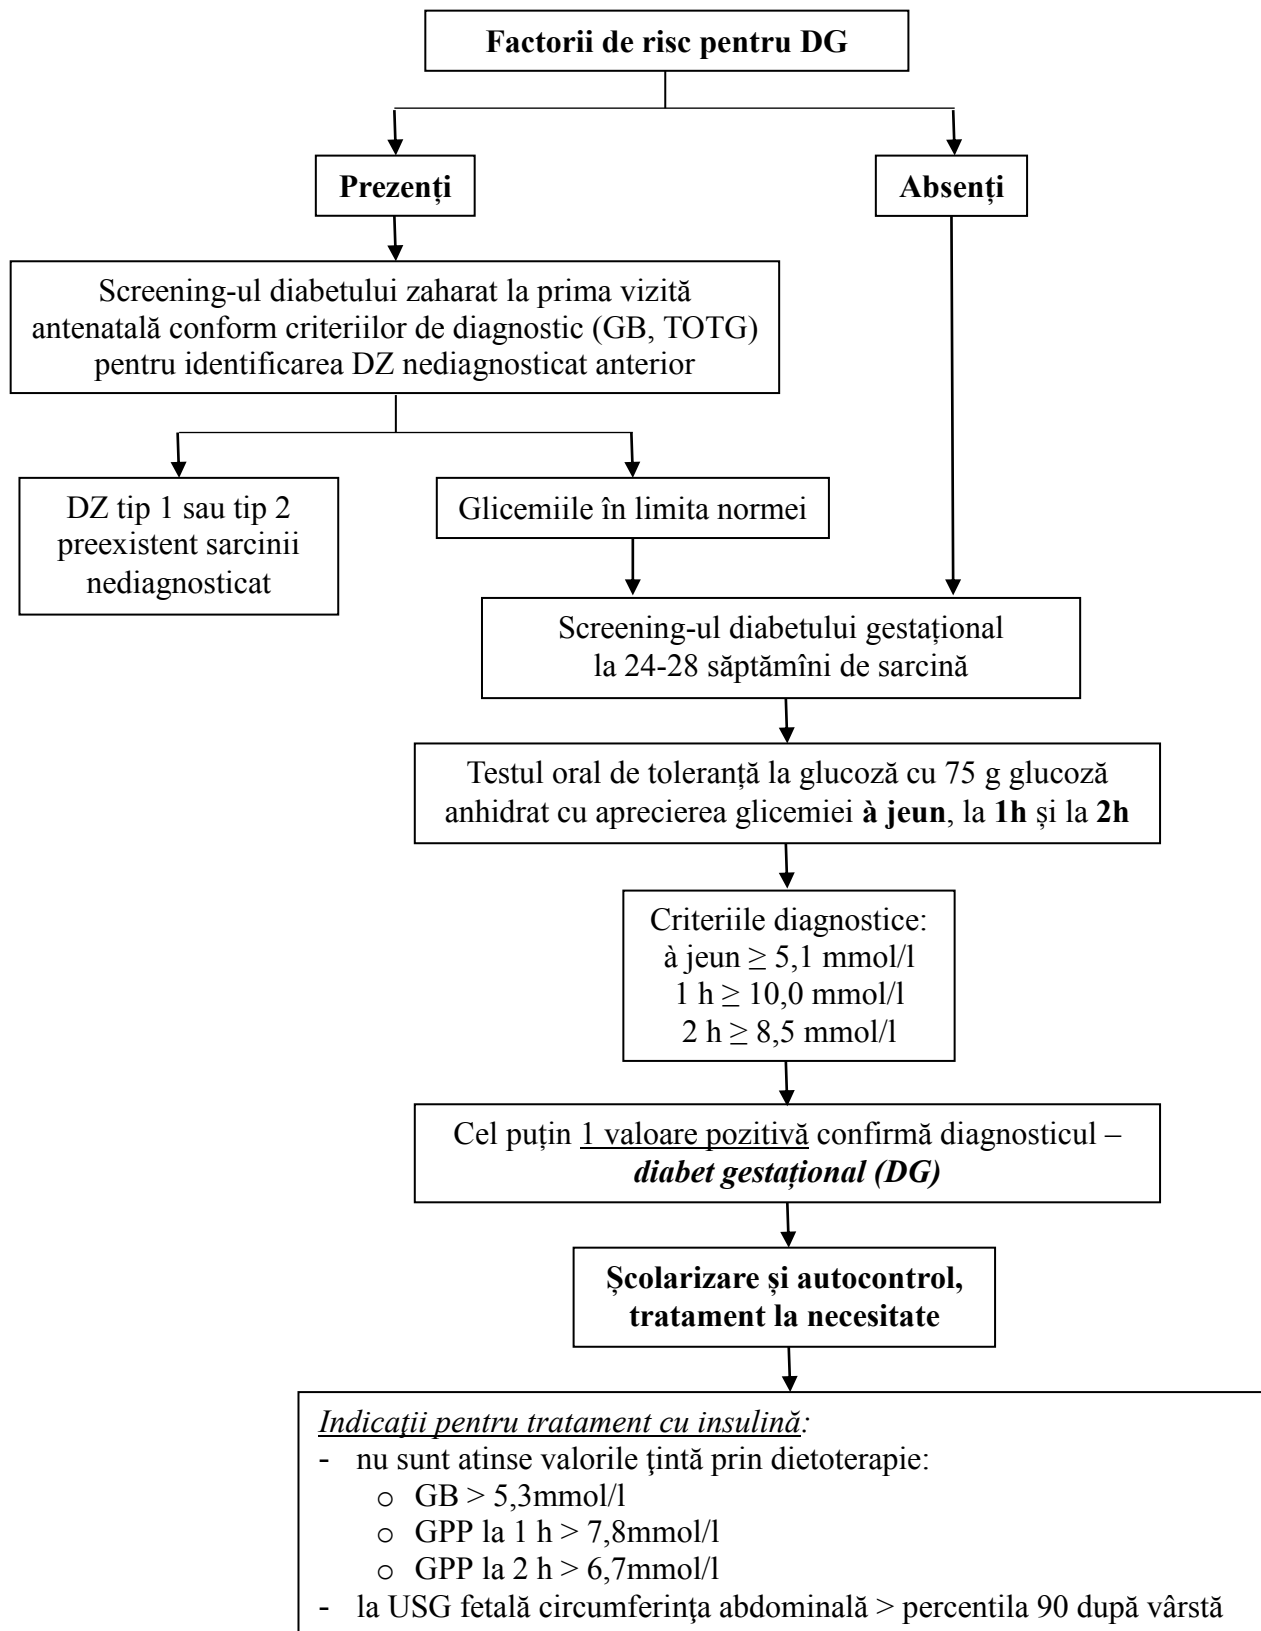 Factorii de risc pentru DG
Prezenți
Absenți
Screening-ul diabetului zaharat la prima vizită
antenatală conform criteriilor de diagnostic (GB, TOTG)
pentru identificarea DZ nediagnosticat anterior
DZ tip 1 sau tip 2
preexistent sarcinii
nediagnosticat
Glicemiile în limita normei
Screening-ul diabetului gestațional
la 24-28 săptămîni de sarcină
Testul oral de toleranță la glucoză cu 75 g glucoză
anhidrat cu aprecierea glicemiei à jeun, la 1h și la 2h
Criteriile diagnostice:
à jeun ≥ 5,1 mmol/l
1 h ≥ 10,0 mmol/l
2 h ≥ 8,5 mmol/l
Cel puțin 1 valoare pozitivă confirmă diagnosticul –
diabet gestațional (DG)
Școlarizare și autocontrol,
tratament la necesitate
Indicaţii pentru tratament cu insulină:
- nu sunt atinse valorile ţintă prin dietoterapie:
o GB > 5,3mmol/l
o GPP la 1 h > 7,8mmol/l
o GPP la 2 h > 6,7mmol/l
- la USG fetală circumferinţa abdominală > percentila 90 după vârstă